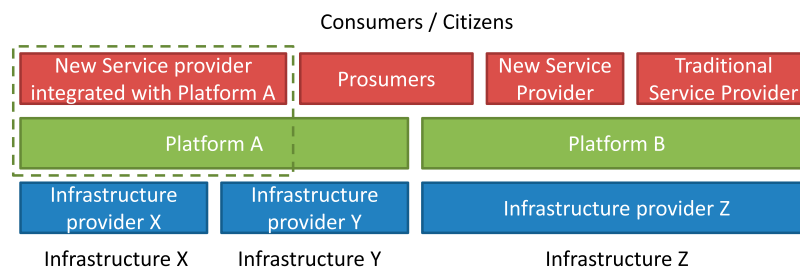 Consumers / Citizens
New Service provider
integrated with Platform A
Prosumers
New Service
Provider
Traditional
Service Provider
Platform A
Platform B
Infrastructure
provider X
Infrastructure
provider Y
Infrastructure provider Z
Infrastructure X
Infrastructure Y
Infrastructure Z